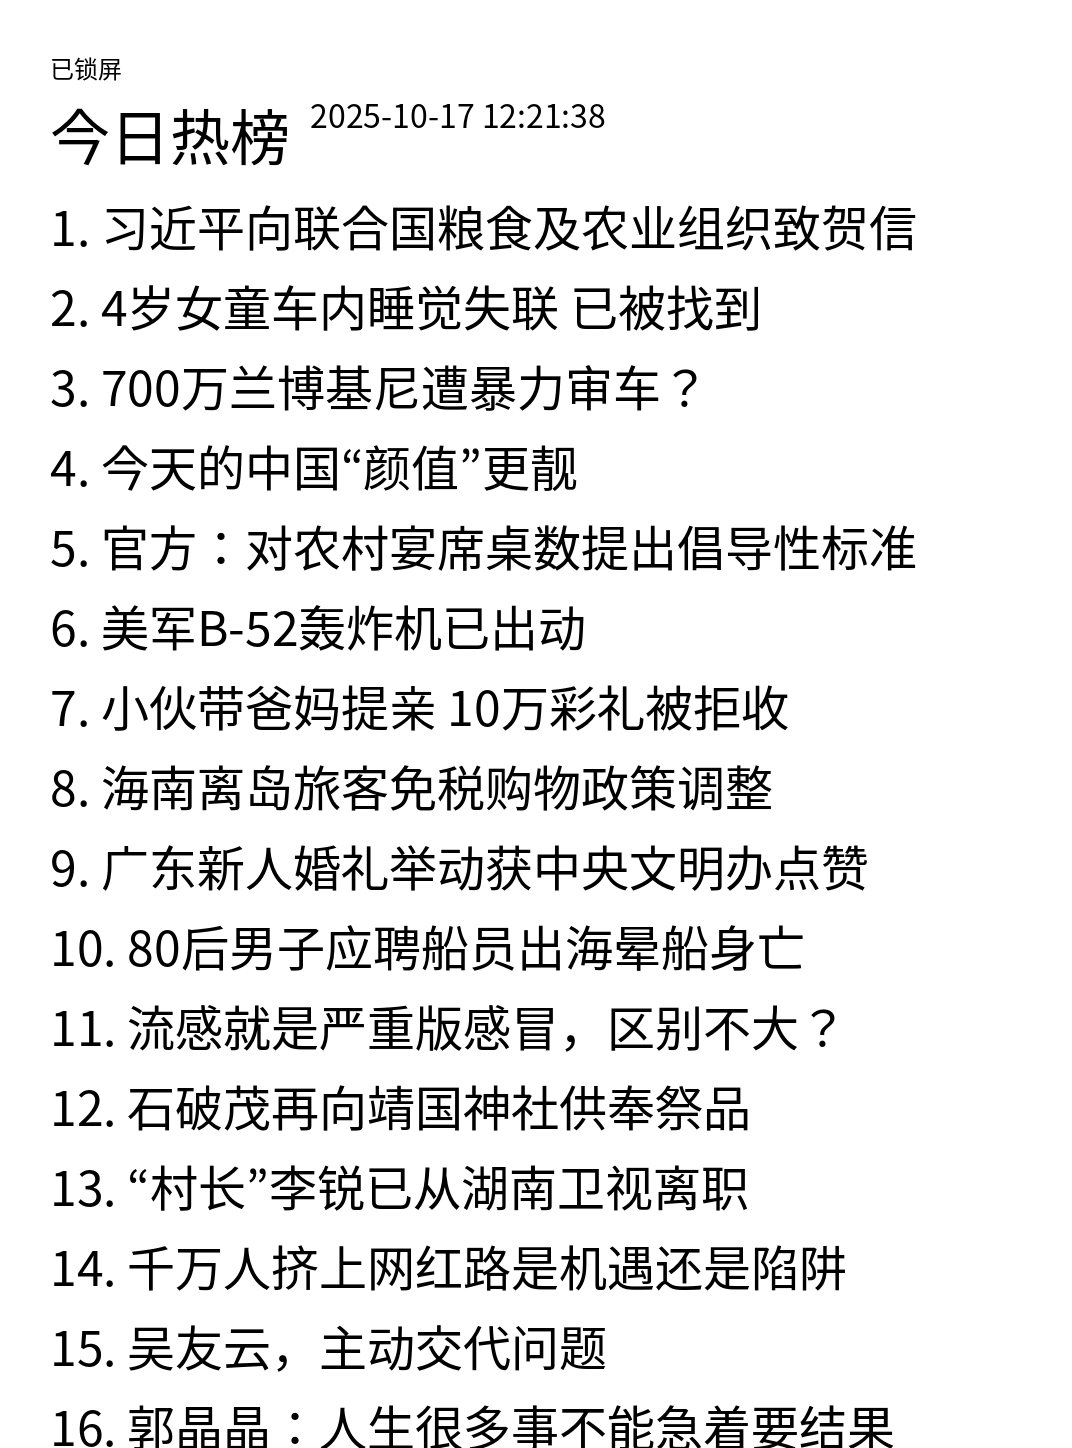 已锁屏
今日热榜 2025-10-17 12:21:38
1. 习近平向联合国粮食及农业组织致贺信
2. 4岁女童车内睡觉失联 已被找到
3. 700万兰博基尼遭暴力审车？
4. 今天的中国“颜值”更靓
5. 官方：对农村宴席桌数提出倡导性标准
6. 美军B-52轰炸机已出动
7. 小伙带爸妈提亲 10万彩礼被拒收
8. 海南离岛旅客免税购物政策调整
9. 广东新人婚礼举动获中央文明办点赞
10. 80后男子应聘船员出海晕船身亡
11. 流感就是严重版感冒，区别不大？
12. 石破茂再向靖国神社供奉祭品
13. “村长”李锐已从湖南卫视离职
14. 千万人挤上网红路是机遇还是陷阱
15. 吴友云，主动交代问题
16. 郭晶晶：人生很多事不能急着要结果